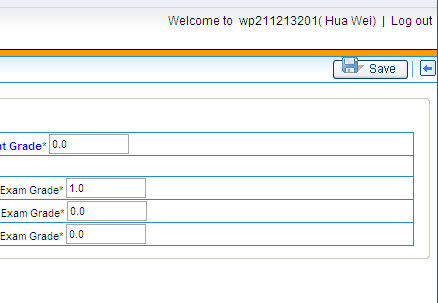 Welcome to wp211213201( Hua Wei) | Log out
Save
nt Grade* 0.0
Exam Grade* 1.0
Exam Grade* 0.0
Exam Grade* 0.0